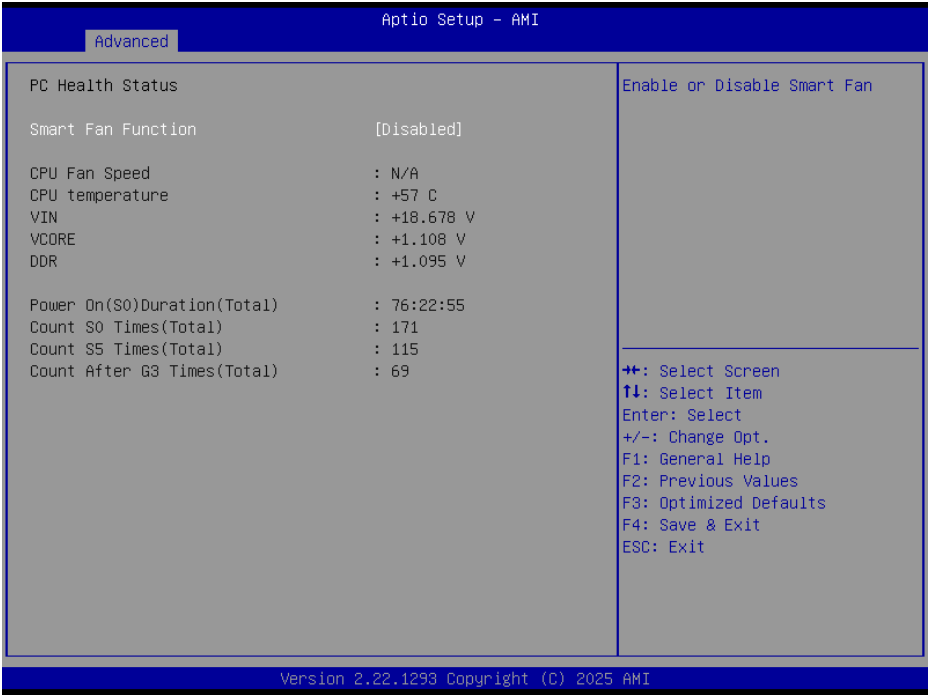 Aptio Setup - AMI
Advanced
PC Health Status
Smart Fan Function [Disabled]
CPU Fan Speed : N/A
CPU temperature : +57 C
VIN : +18.678 V
VCORE : +1.108 V
DDR : +1.095 V
Power On(S0)Duration(Total) : 76:22:55
Count S0 Times(Total) : 171
Count S5 Times(Total) : 115
Count After G3 Times(Total) : 69
Enable or Disable Smart Fan
→←: Select Screen
↑↓: Select Item
Enter: Select
+/-: Change Opt.
F1: General Help
F2: Previous Values
F3: Optimized Defaults
F4: Save & Exit
ESC: Exit
Version 2.22.1293 Copyright (C) 2025 AMI